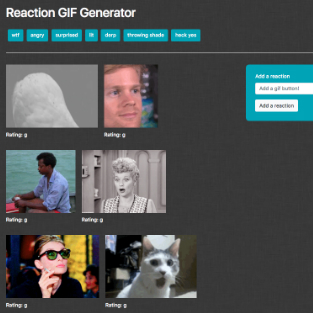 Reaction GIF Generator
wtf angry surprised lit derp throwing shade heck yes
Add a reaction
Add a gif button!
Add a reaction
Rating: g
Rating: g
Rating: g
Rating: g
Rating: g
Rating: g